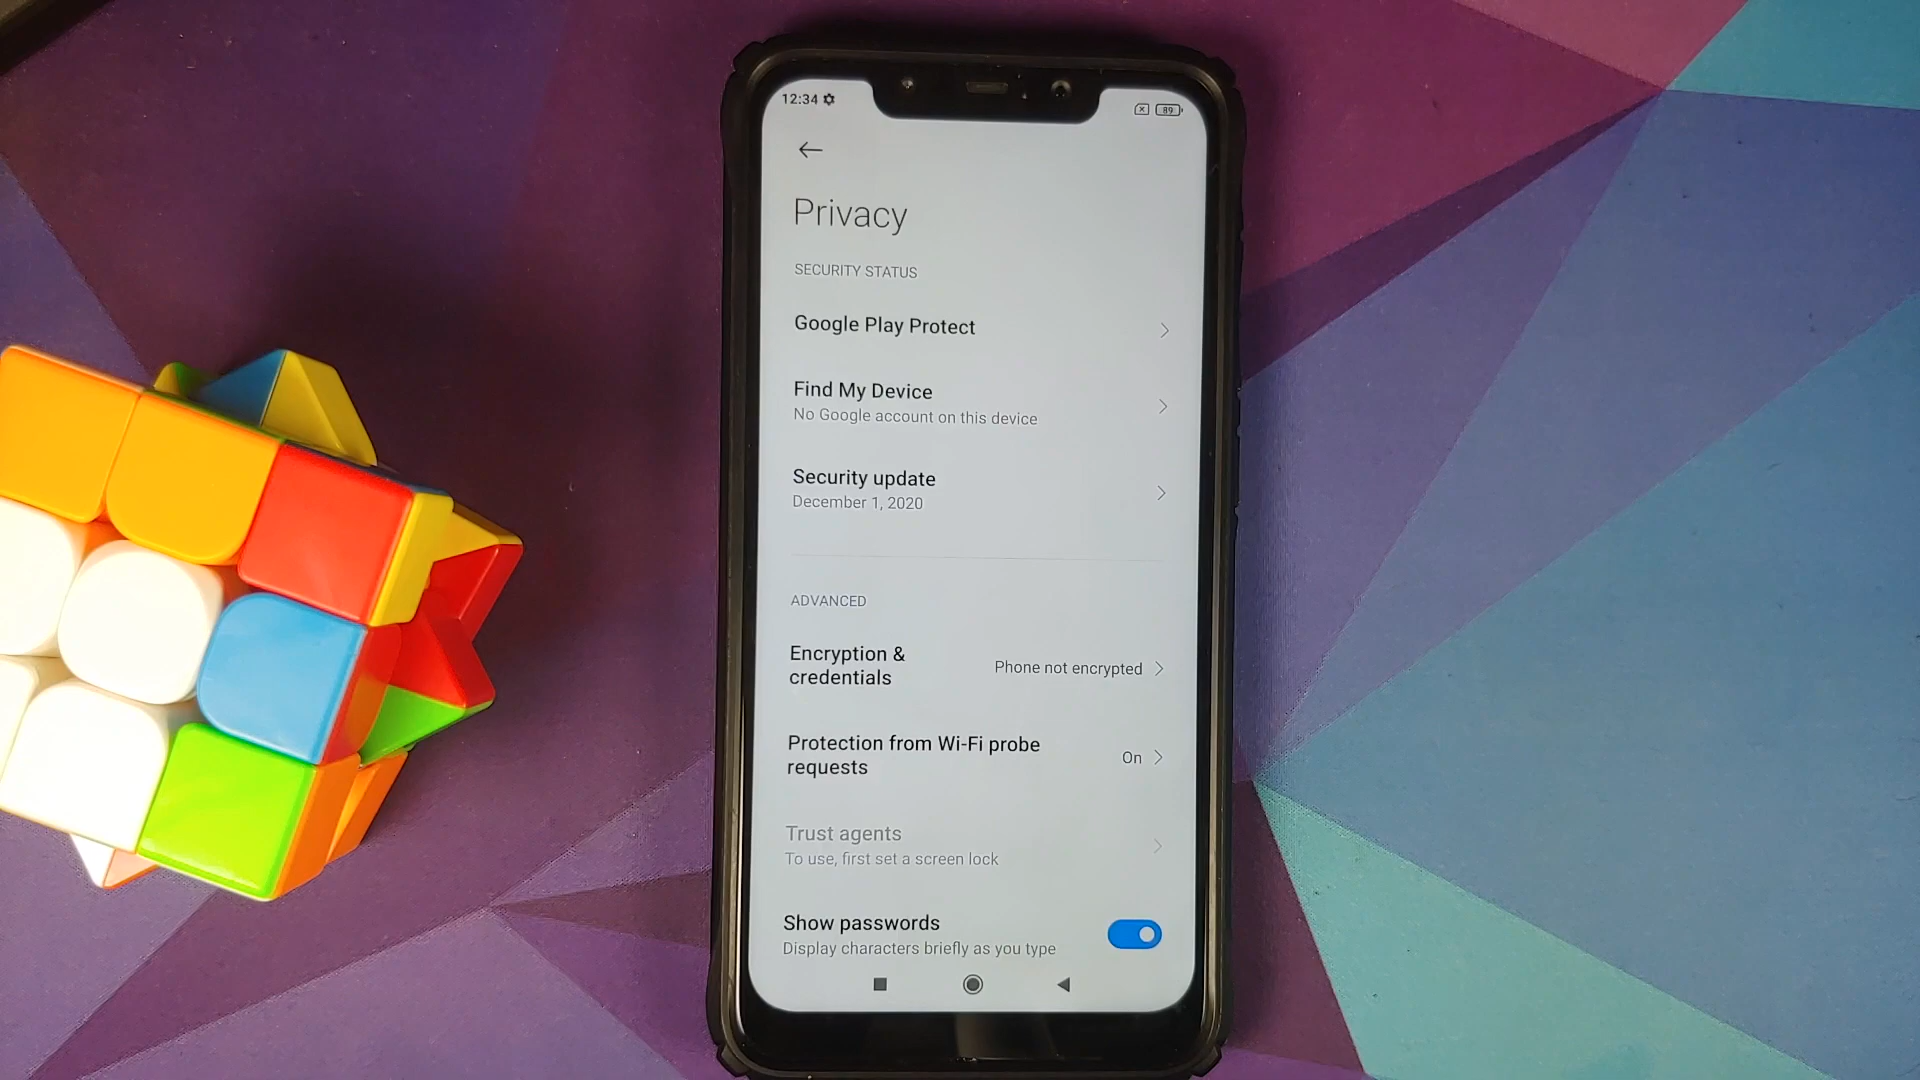 12:34
89
Privacy
SECURITY STATUS
Google Play Protect
Find My Device
No Google account on this device
Security update
December 1, 2020
ADVANCED
Encryption &
credentials
Phone not encrypted
Protection from Wi-Fi probe
requests
On
Trust agents
To use, first set a screen lock
Show passwords
Display characters briefly as you type